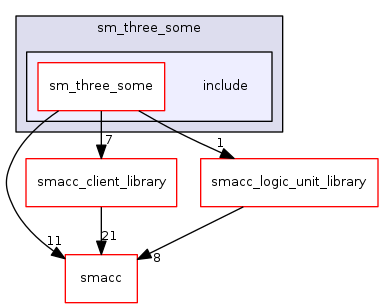 sm_three_some
sm_three_some
include
7
1
smacc_client_library
smacc_logic_unit_library
11
21
8
smacc